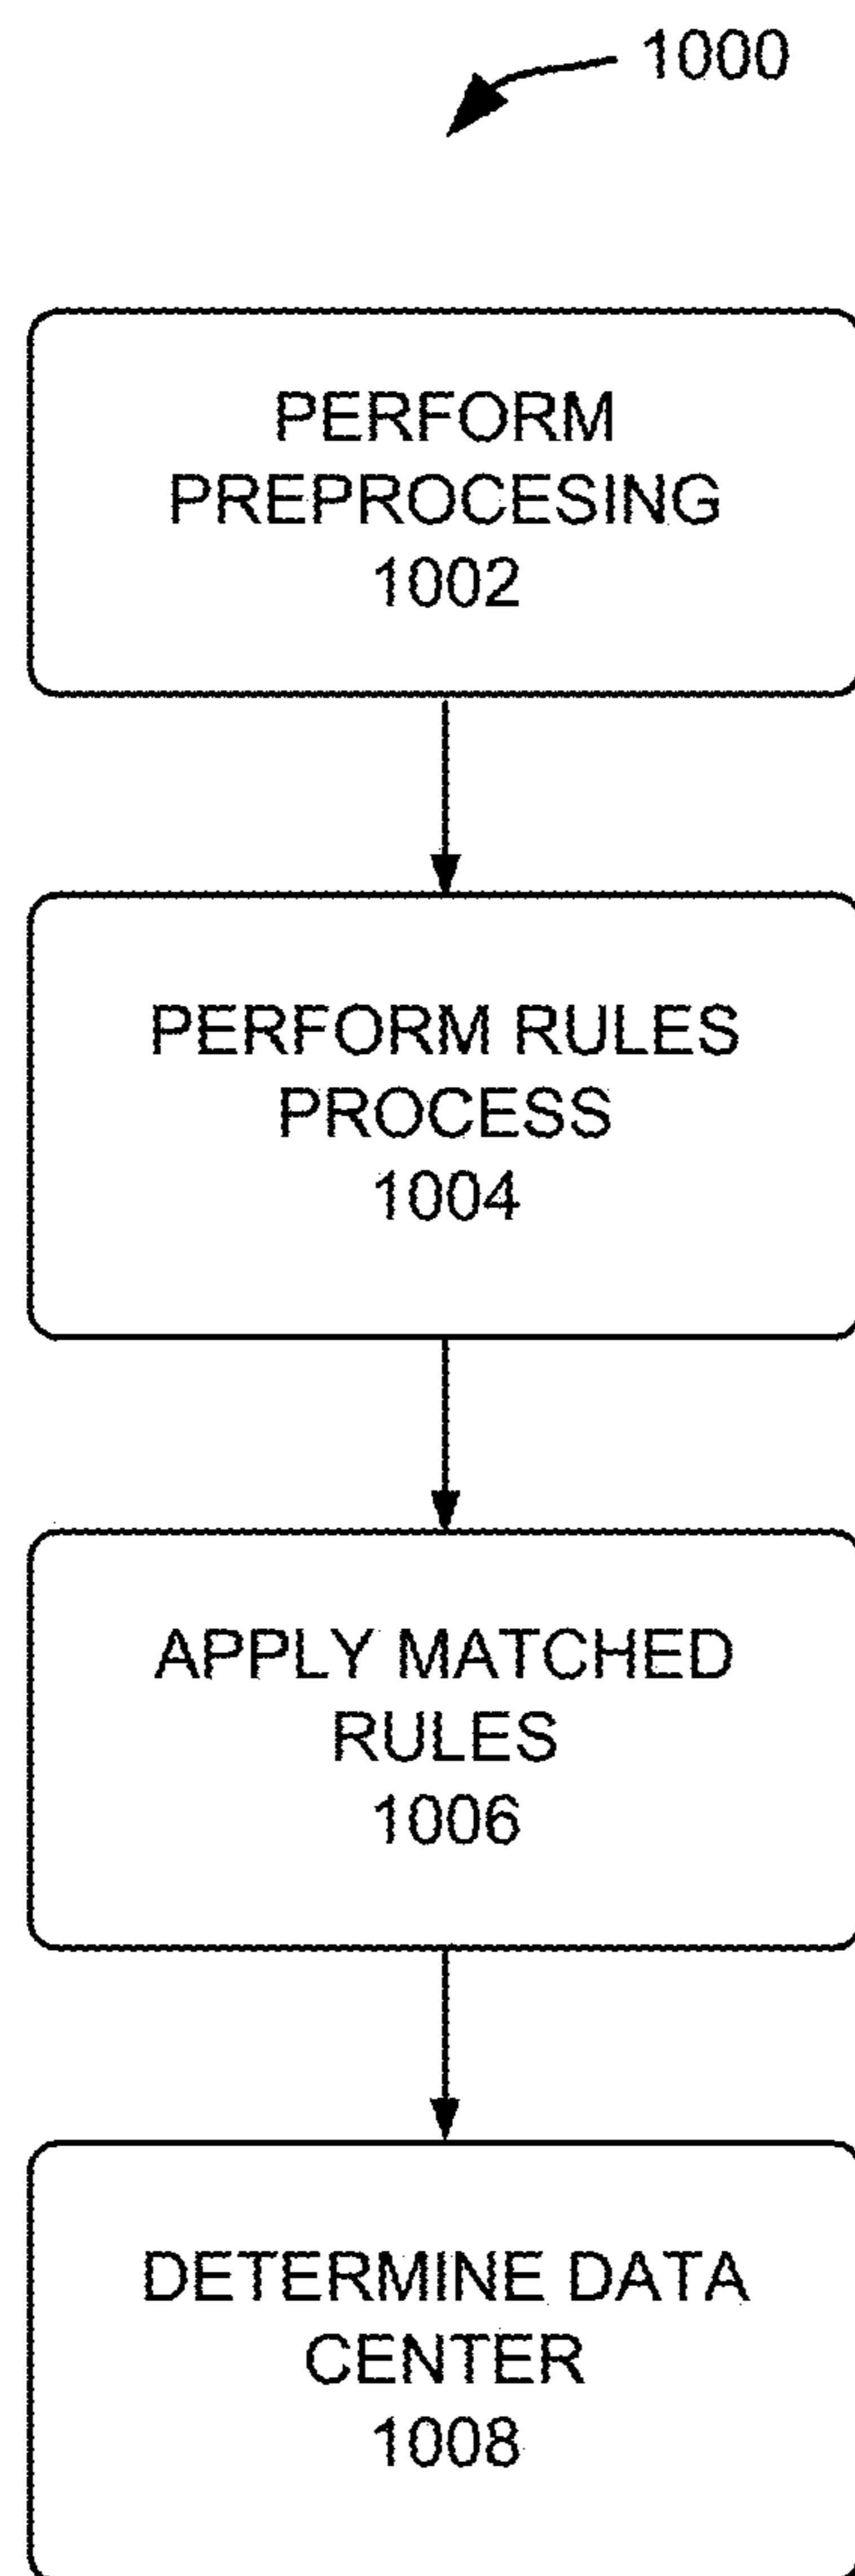 1000
PERFORM
PREPROCESING
1002
PERFORM RULES
PROCESS
1004
APPLY MATCHED
RULES
1006
DETERMINE DATA
CENTER
1008